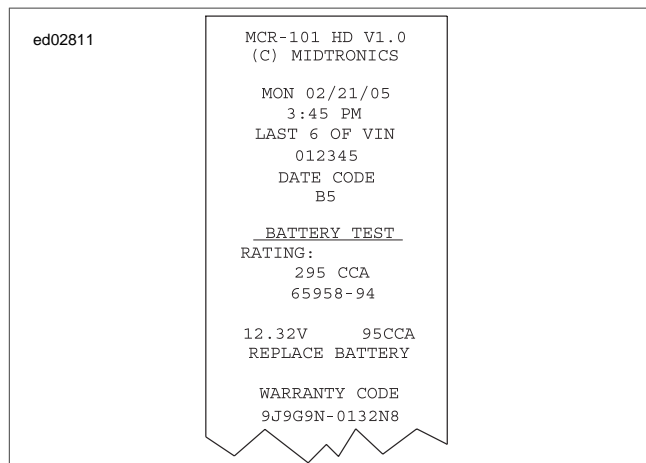 ed02811
MCR-101 HD V1.0
(C) MIDTRONICS
MON 02/21/05
3:45 PM
LAST 6 OF VIN
012345
DATE CODE
B5
BATTERY TEST
RATING:
295 CCA
65958-94
12.32V 95CCA
REPLACE BATTERY
WARRANTY CODE
9J9G9N-0132N8